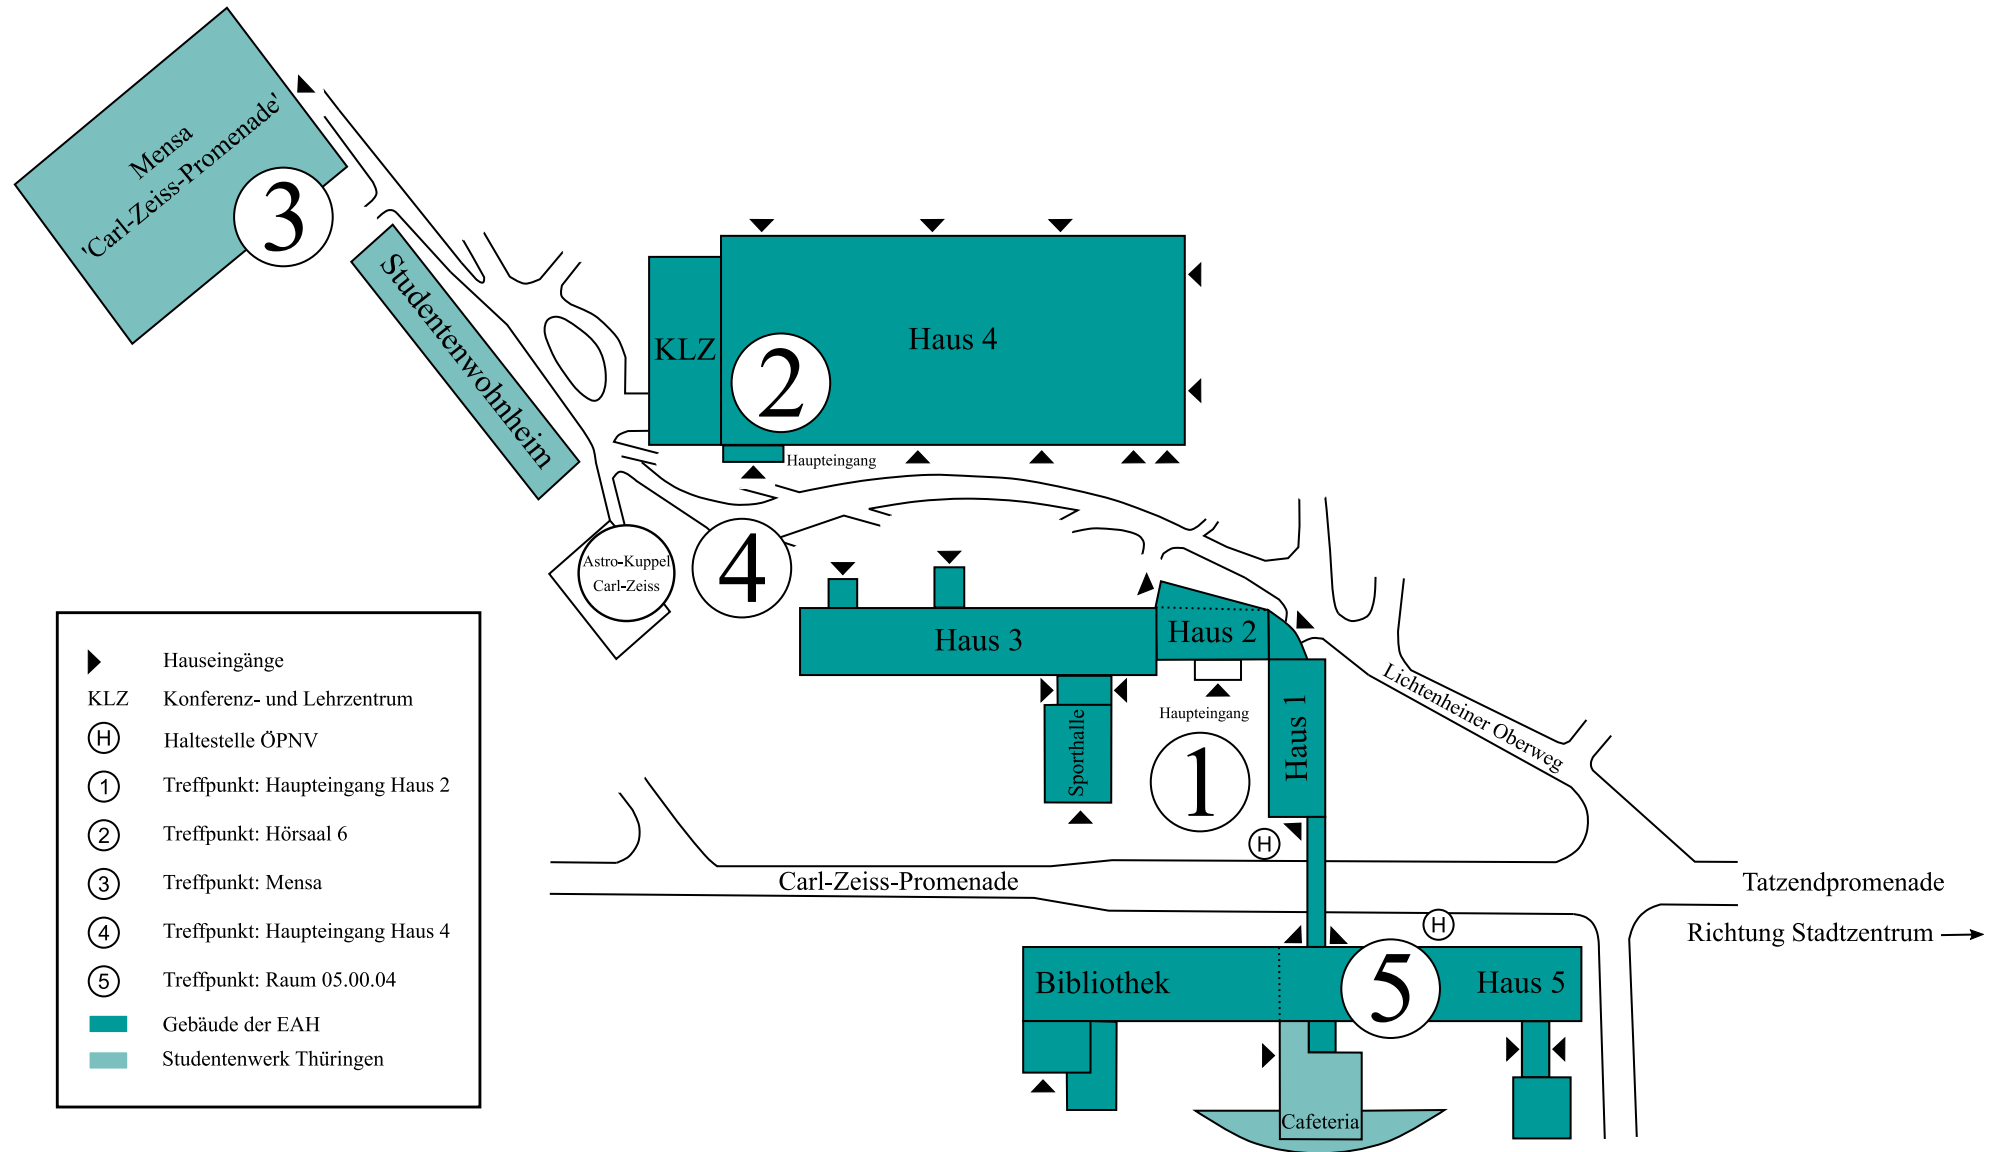 Mensa
'Carl-Zeiss-Promenade'
3
Studentenwohnheim
KLZ
2
Haus 4
Haupteingang
Astro-Kuppel
Carl-Zeiss
4
Haus 3
Haus 2
Haupteingang
Haus 1
Sporthalle
1
H
Lichtenheiner Oberweg
Carl-Zeiss-Promenade
Tatzendpromenade
Richtung Stadtzentrum
H
Bibliothek
5
Haus 5
Cafeteria
Hauseingänge
KLZ Konferenz- und Lehrzentrum
H Haltestelle ÖPNV
1 Treffpunkt: Haupteingang Haus 2
2 Treffpunkt: Hörsaal 6
3 Treffpunkt: Mensa
4 Treffpunkt: Haupteingang Haus 4
5 Treffpunkt: Raum 05.00.04
Gebäude der EAH
Studentenwerk Thüringen